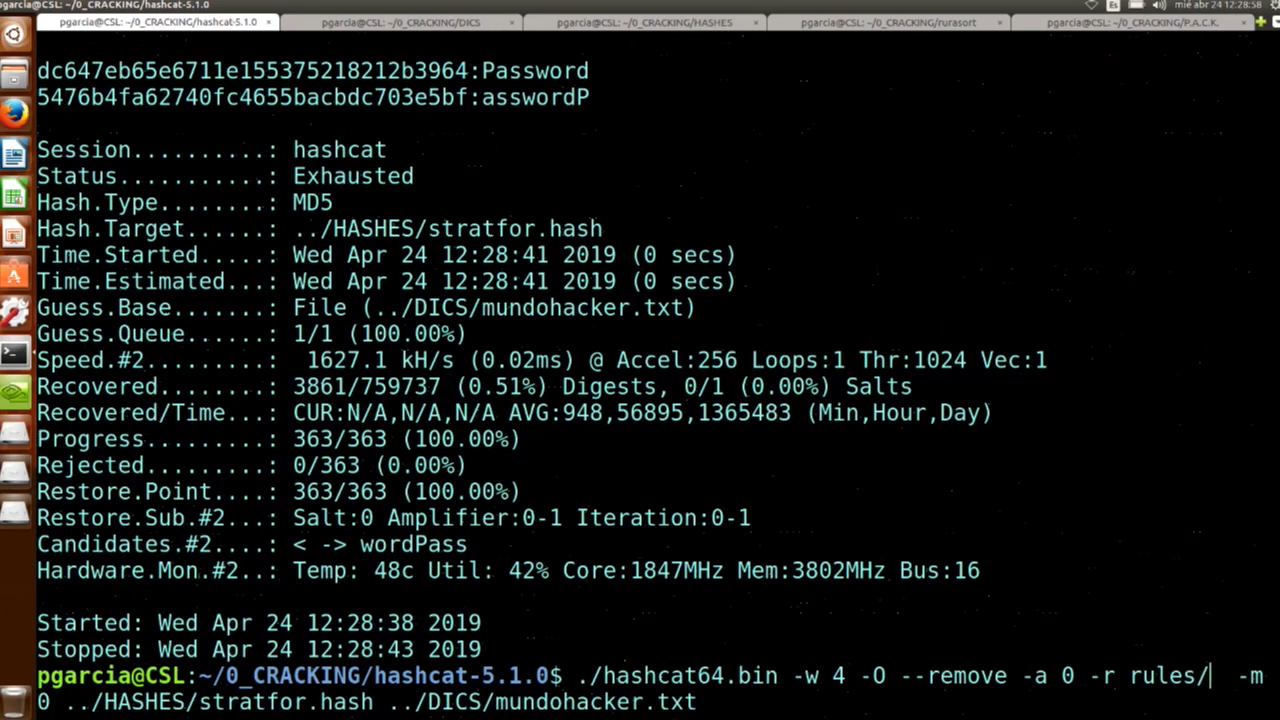 pgarcia@CSL: ~/0_CRACKING/hashcat-5.1.0
Es
mié abr 24 12:28:58
pgarcia@CSL: ~/0_CRACKING/hashcat-5.1.0 × pgarcia@CSL: ~/0_CRACKING/DICS × pgarcia@CSL: ~/0_CRACKING/HASHES × pgarcia@CSL: ~/0_CRACKING/rurasort × pgarcia@CSL: ~/0_CRACKING/P.A.C.K. ×
dc647eb65e6711e155375218212b3964:Password
5476b4fa62740fc4655bacbdc703e5bf:asswordP
Session..........: hashcat
Status...........: Exhausted
Hash.Type........: MD5
Hash.Target......: ../HASHES/stratfor.hash
Time.Started.....: Wed Apr 24 12:28:41 2019 (0 secs)
Time.Estimated...: Wed Apr 24 12:28:41 2019 (0 secs)
Guess.Base.......: File (../DICS/mundohacker.txt)
Guess.Queue......: 1/1 (100.00%)
Speed.#2.........:  1627.1 kH/s (0.02ms) @ Accel:256 Loops:1 Thr:1024 Vec:1
Recovered........: 3861/759737 (0.51%) Digests, 0/1 (0.00%) Salts
Recovered/Time...: CUR:N/A,N/A,N/A AVG:948,56895,1365483 (Min,Hour,Day)
Progress.........: 363/363 (100.00%)
Rejected.........: 0/363 (0.00%)
Restore.Point....: 363/363 (100.00%)
Restore.Sub.#2...: Salt:0 Amplifier:0-1 Iteration:0-1
Candidates.#2....: < -> wordPass
Hardware.Mon.#2..: Temp: 48c Util: 42% Core:1847MHz Mem:3802MHz Bus:16
Started: Wed Apr 24 12:28:38 2019
Stopped: Wed Apr 24 12:28:43 2019
pgarcia@CSL:~/0_CRACKING/hashcat-5.1.0$ ./hashcat64.bin -w 4 -O --remove -a 0 -r rules/  -m
0 ../HASHES/stratfor.hash ../DICS/mundohacker.txt